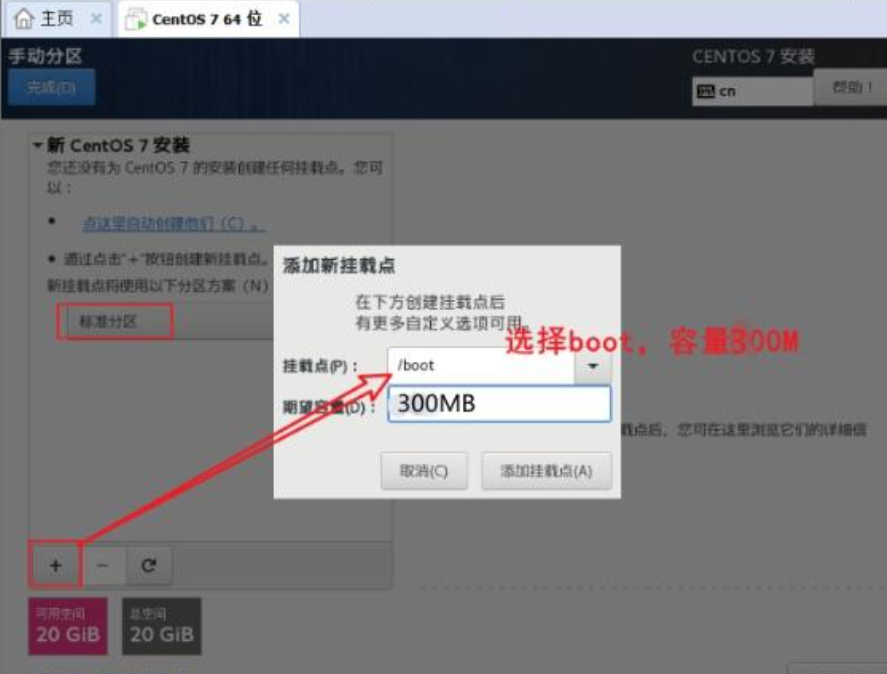 主页
CentOS 7 64 位
手动分区
CENTOS 7 安装
完成(D)
cn
帮助！
新 CentOS 7 安装
您还没有为 CentOS 7 的安装创建任何挂载点。您可
以：
点这里自动创建他们（C）。
通过点击"+"按钮创建新挂载点。
新挂载点将使用以下分区方案（N）
标准分区
添加新挂载点
在下方创建挂载点后
有更多自定义选项可用。
选择boot，容量300M
挂载点(P)：
/boot
期望容量(D)：
300MB
载点后，您可在这里浏览它们的详细信
取消(C)
添加挂载点(A)
+
−
可用空间
20 GiB
总空间
20 GiB